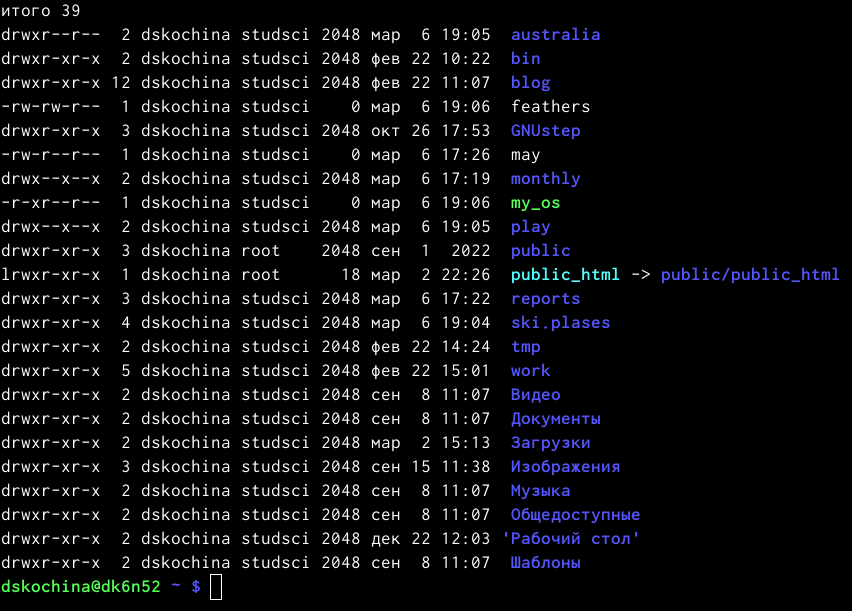 итого 39
drwxr--r--  2 dskochina studsci 2048 мар  6 19:05  australia
drwxr-xr-x  2 dskochina studsci 2048 фев 22 10:22  bin
drwxr-xr-x 12 dskochina studsci 2048 фев 22 11:07  blog
-rw-rw-r--  1 dskochina studsci    0 мар  6 19:06  feathers
drwxr-xr-x  3 dskochina studsci 2048 окт 26 17:53  GNUstep
-rw-r--r--  1 dskochina studsci    0 мар  6 17:26  may
drwx--x--x  2 dskochina studsci 2048 мар  6 17:19  monthly
-r-xr--r--  1 dskochina studsci    0 мар  6 19:06  my_os
drwx--x--x  2 dskochina studsci 2048 мар  6 19:05  play
drwxr-xr-x  3 dskochina root    2048 сен  1  2022  public
lrwxr-xr-x  1 dskochina root      18 мар  2 22:26  public_html -> public/public_html
drwxr-xr-x  3 dskochina studsci 2048 мар  6 17:22  reports
drwxr-xr-x  4 dskochina studsci 2048 мар  6 19:04  ski.plases
drwxr-xr-x  2 dskochina studsci 2048 фев 22 14:24  tmp
drwxr-xr-x  5 dskochina studsci 2048 фев 22 15:01  work
drwxr-xr-x  2 dskochina studsci 2048 сен  8 11:07  Видео
drwxr-xr-x  2 dskochina studsci 2048 сен  8 11:07  Документы
drwxr-xr-x  2 dskochina studsci 2048 мар  2 15:13  Загрузки
drwxr-xr-x  3 dskochina studsci 2048 сен 15 11:38  Изображения
drwxr-xr-x  2 dskochina studsci 2048 сен  8 11:07  Музыка
drwxr-xr-x  2 dskochina studsci 2048 сен  8 11:07  Общедоступные
drwxr-xr-x  2 dskochina studsci 2048 дек 22 12:03 'Рабочий стол'
drwxr-xr-x  2 dskochina studsci 2048 сен  8 11:07  Шаблоны
dskochina@dk6n52 ~ $